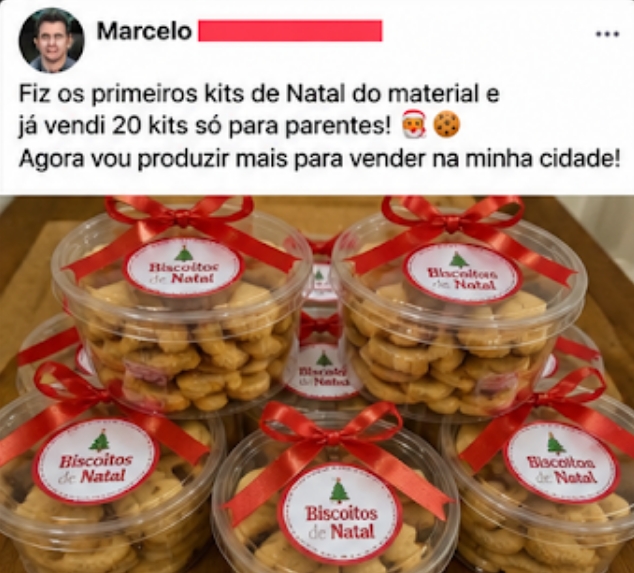 Marcelo
Fiz os primeiros kits de Natal do material e
já vendi 20 kits só para parentes! 🎅🍪
Agora vou produzir mais para vender na minha cidade!
Biscoitos
de Natal
Biscoitos
de Natal
Biscoitos
de Natal
Biscoitos
de Natal
Biscoitos
de Natal
Biscoitos
de Natal